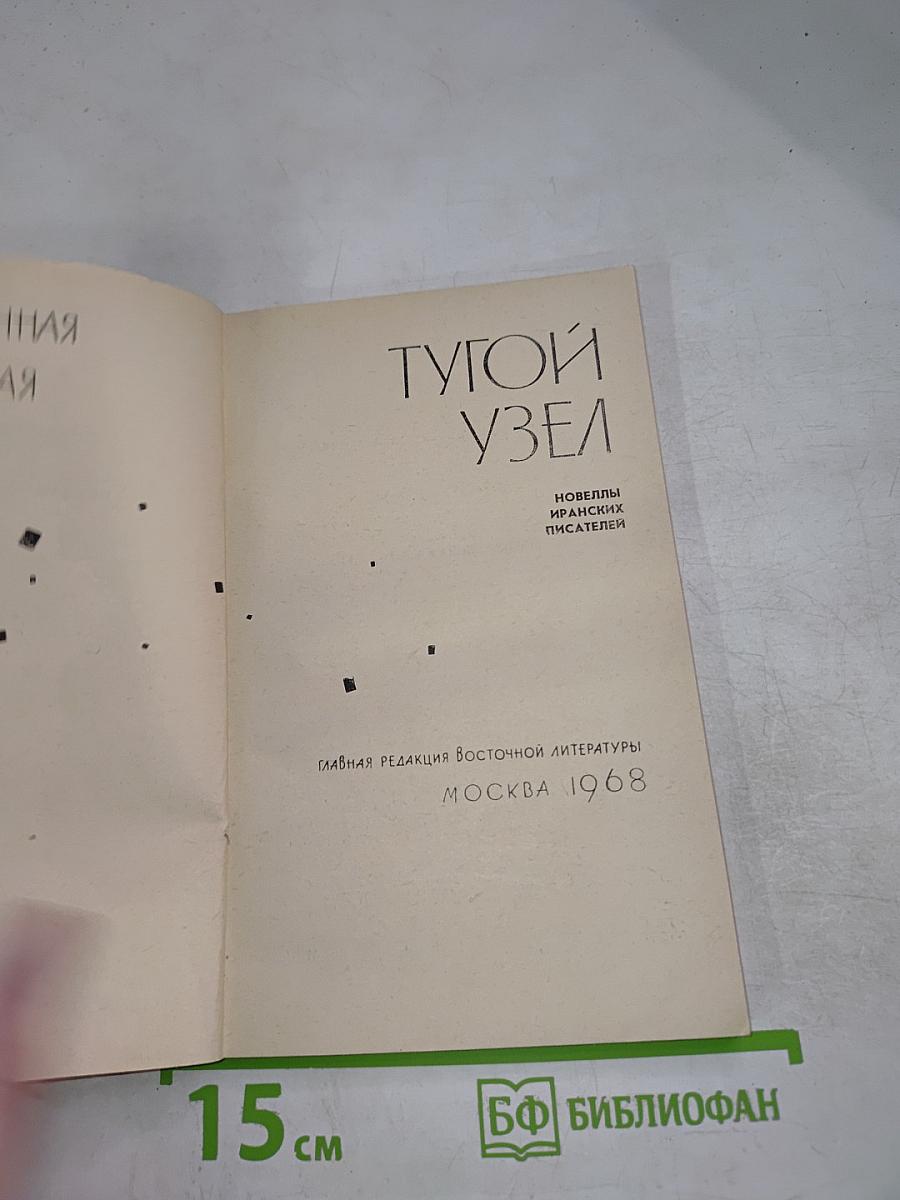 ТУГОЙ
УЗЕЛ
НОВЕЛЛЫ
ИРАНСКИХ
ПИСАТЕЛЕЙ
ГЛАВНАЯ РЕДАКЦИЯ ВОСТОЧНОЙ ЛИТЕРАТУРЫ
МОСКВА 1968
15 см
БФ БИБЛИОФАН